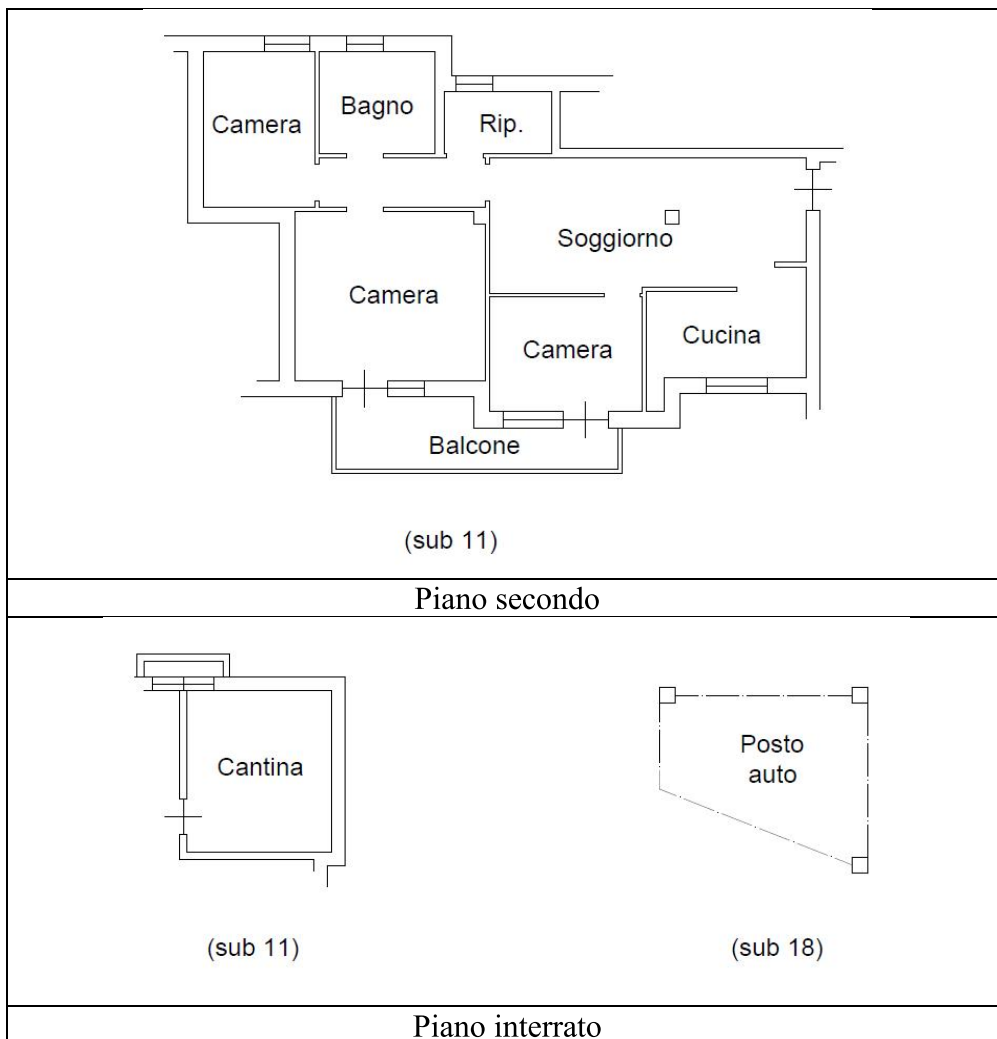 Bagno
Camera
Rip.
Soggiorno
Camera
Cucina
Camera
Balcone
(sub 11)
Piano secondo
Cantina
Posto
auto
(sub 11)
(sub 18)
Piano interrato